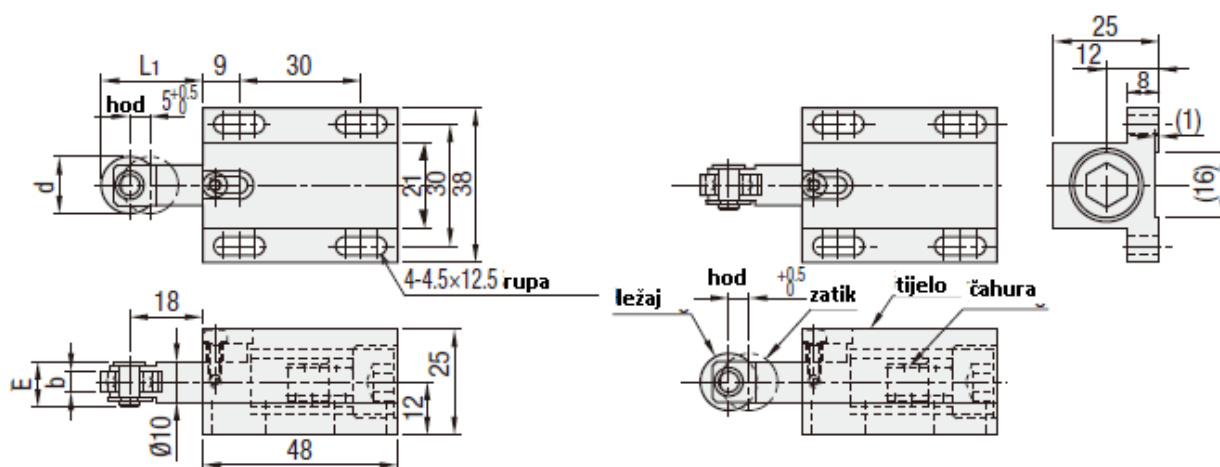 L1
9
30
hod
5 +0.5 0
d
21
30
38
4-4.5×12.5 rupa
18
E
b
Ø10
25
12
48
25
12
8
(1)
(16)
hod
+0.5
0
ležaj
zatik
tijelo
čahura